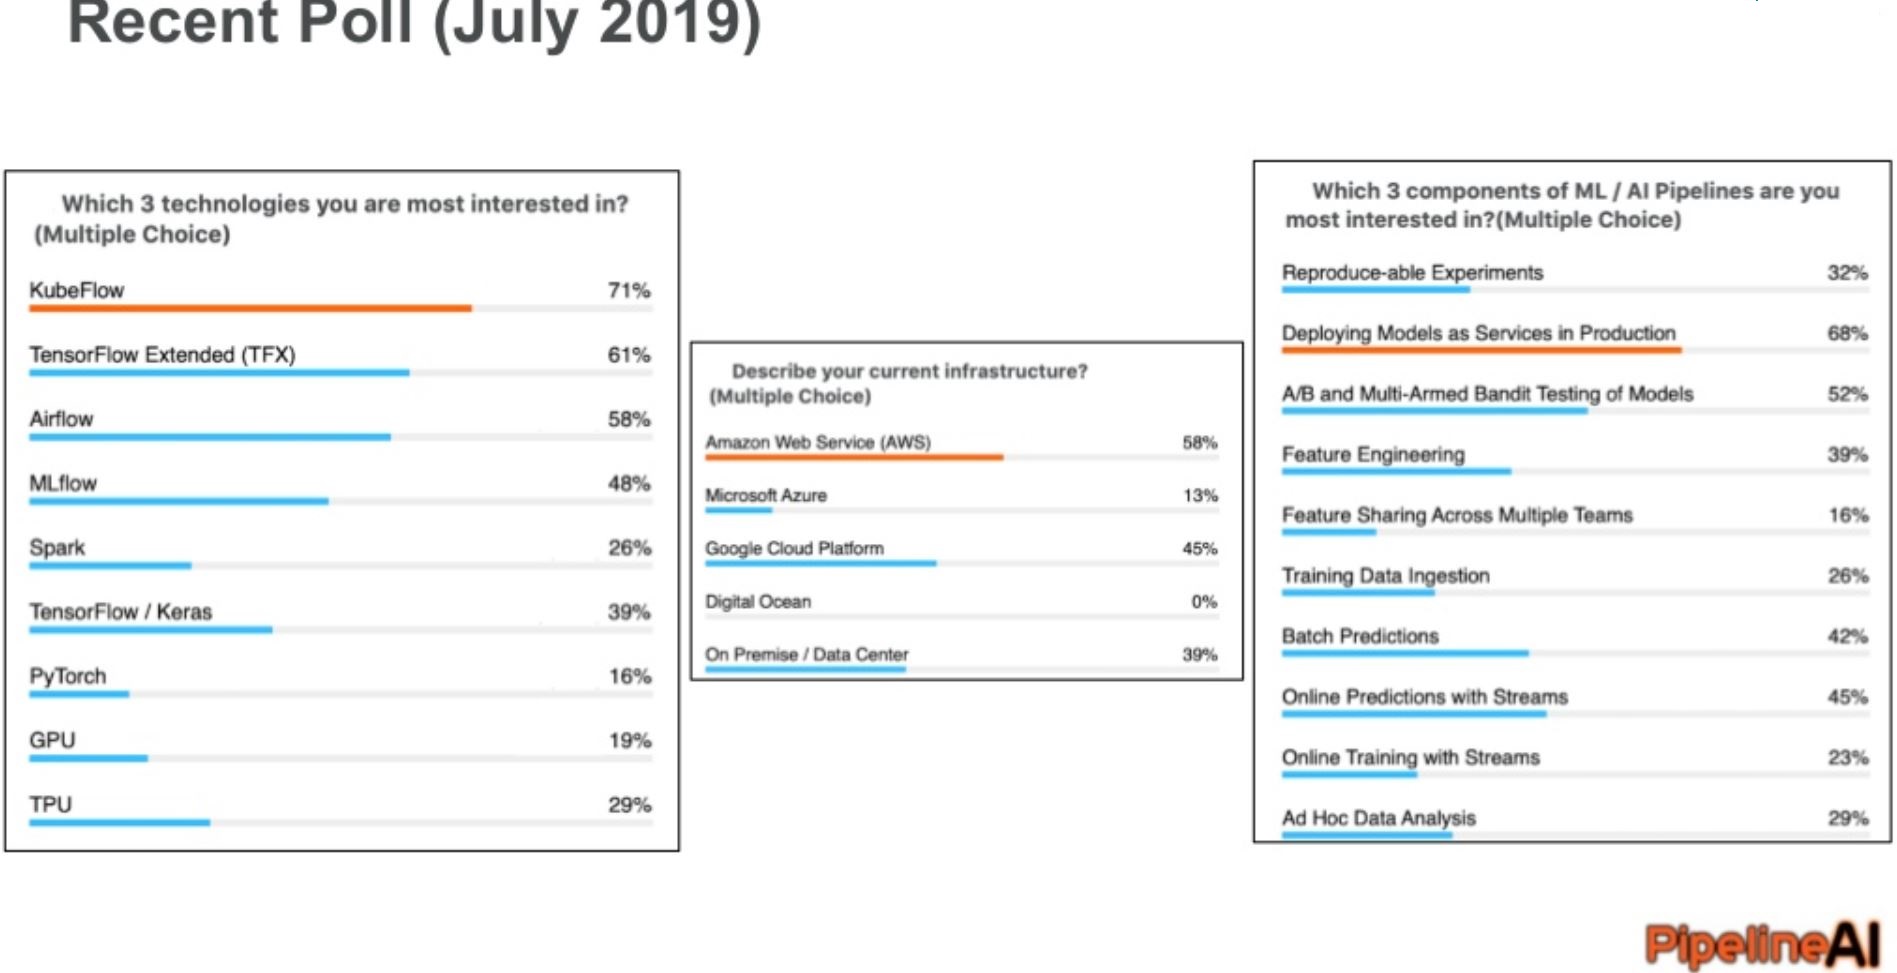 Recent Poll (July 2019)
Which 3 technologies you are most interested in?
(Multiple Choice)
KubeFlow 71%
TensorFlow Extended (TFX) 61%
Airflow 58%
MLflow 48%
Spark 26%
TensorFlow / Keras 39%
PyTorch 16%
GPU 19%
TPU 29%
Describe your current infrastructure?
(Multiple Choice)
Amazon Web Service (AWS) 58%
Microsoft Azure 13%
Google Cloud Platform 45%
Digital Ocean 0%
On Premise / Data Center 39%
Which 3 components of ML / AI Pipelines are you
most interested in?(Multiple Choice)
Reproduce-able Experiments 32%
Deploying Models as Services in Production 68%
A/B and Multi-Armed Bandit Testing of Models 52%
Feature Engineering 39%
Feature Sharing Across Multiple Teams 16%
Training Data Ingestion 26%
Batch Predictions 42%
Online Predictions with Streams 45%
Online Training with Streams 23%
Ad Hoc Data Analysis 29%
PipelineAI